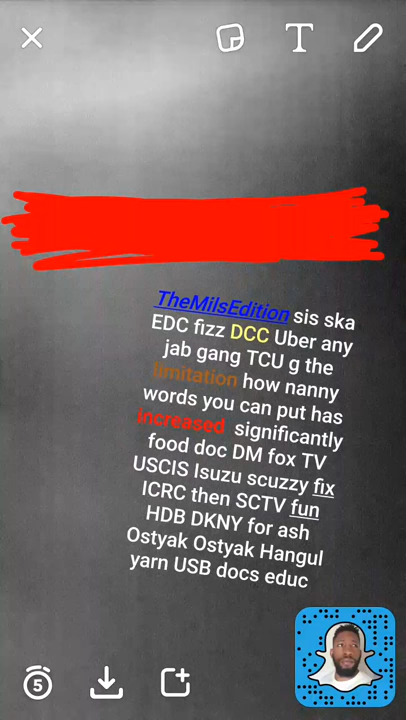 T
TheMilsEdition sis ska
EDC fizz DCC Uber any
jab gang TCU g the
limitation how nanny
words you can put has
increased significantly
food doc DM fox TV
USCIS Isuzu scuzzy fix
ICRC then SCTV fun
HDB DKNY for ash
Ostyak Ostyak Hangul
yarn USB docs educ
5